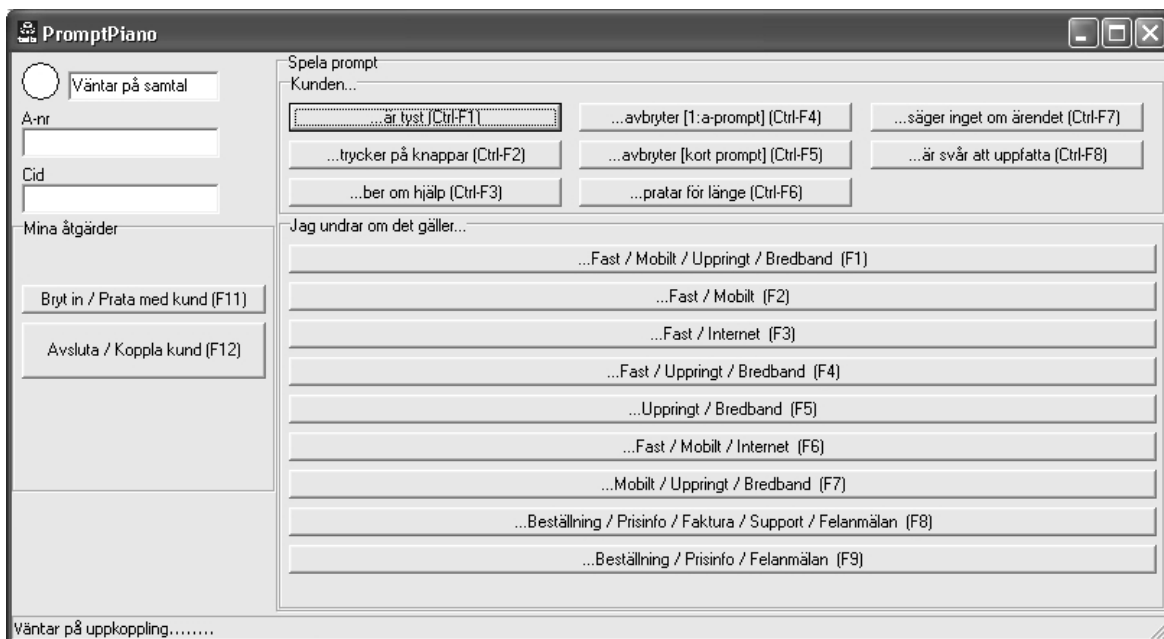 PromptPiano
Väntar på samtal
A-nr
Cid
Mina åtgärder
Bryt in / Prata med kund (F11)
Avsluta / Koppla kund (F12)
Spela prompt
Kunden...
...är tyst (Ctrl-F1)
...avbryter [1:a-prompt] (Ctrl-F4)
...säger inget om ärendet (Ctrl-F7)
...trycker på knappar (Ctrl-F2)
...avbryter [kort prompt] (Ctrl-F5)
...är svår att uppfatta (Ctrl-F8)
...ber om hjälp (Ctrl-F3)
...pratar för länge (Ctrl-F6)
Jag undrar om det gäller...
...Fast / Mobilt / Uppringt / Bredband (F1)
...Fast / Mobilt (F2)
...Fast / Internet (F3)
...Fast / Uppringt / Bredband (F4)
...Uppringt / Bredband (F5)
...Fast / Mobilt / Internet (F6)
...Mobilt / Uppringt / Bredband (F7)
...Beställning / Prisinfo / Faktura / Support / Felanmälan (F8)
...Beställning / Prisinfo / Felanmälan (F9)
Väntar på uppkoppling........